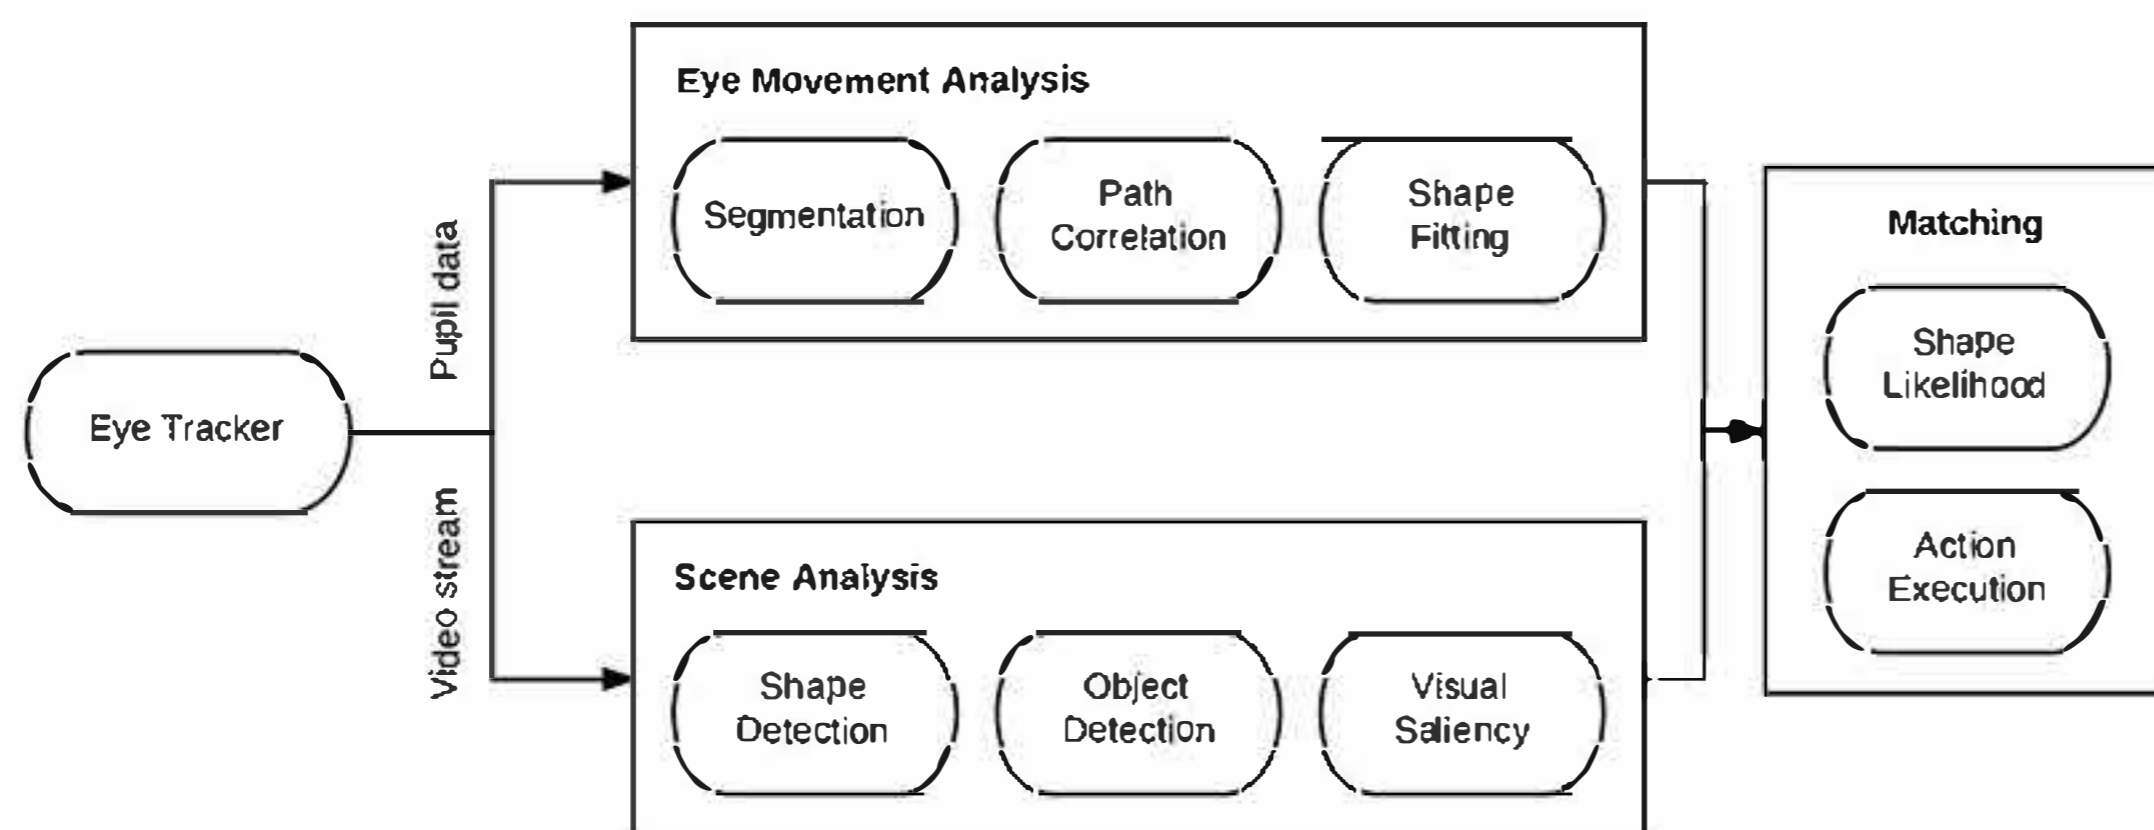 Eye Movement Analysis
Segmentation
Path
Correlation
Shape
Fitting
Pupil data
Eye Tracker
Video stream
Scene Analysis
Shape
Detection
Object
Detection
Visual
Saliency
Matching
Shape
Likelihood
Action
Execution